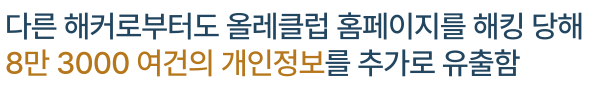 다른 해커로부터도 올레클럽 홈페이지를 해킹 당해
8만 3000 여건의 개인정보를 추가로 유출함